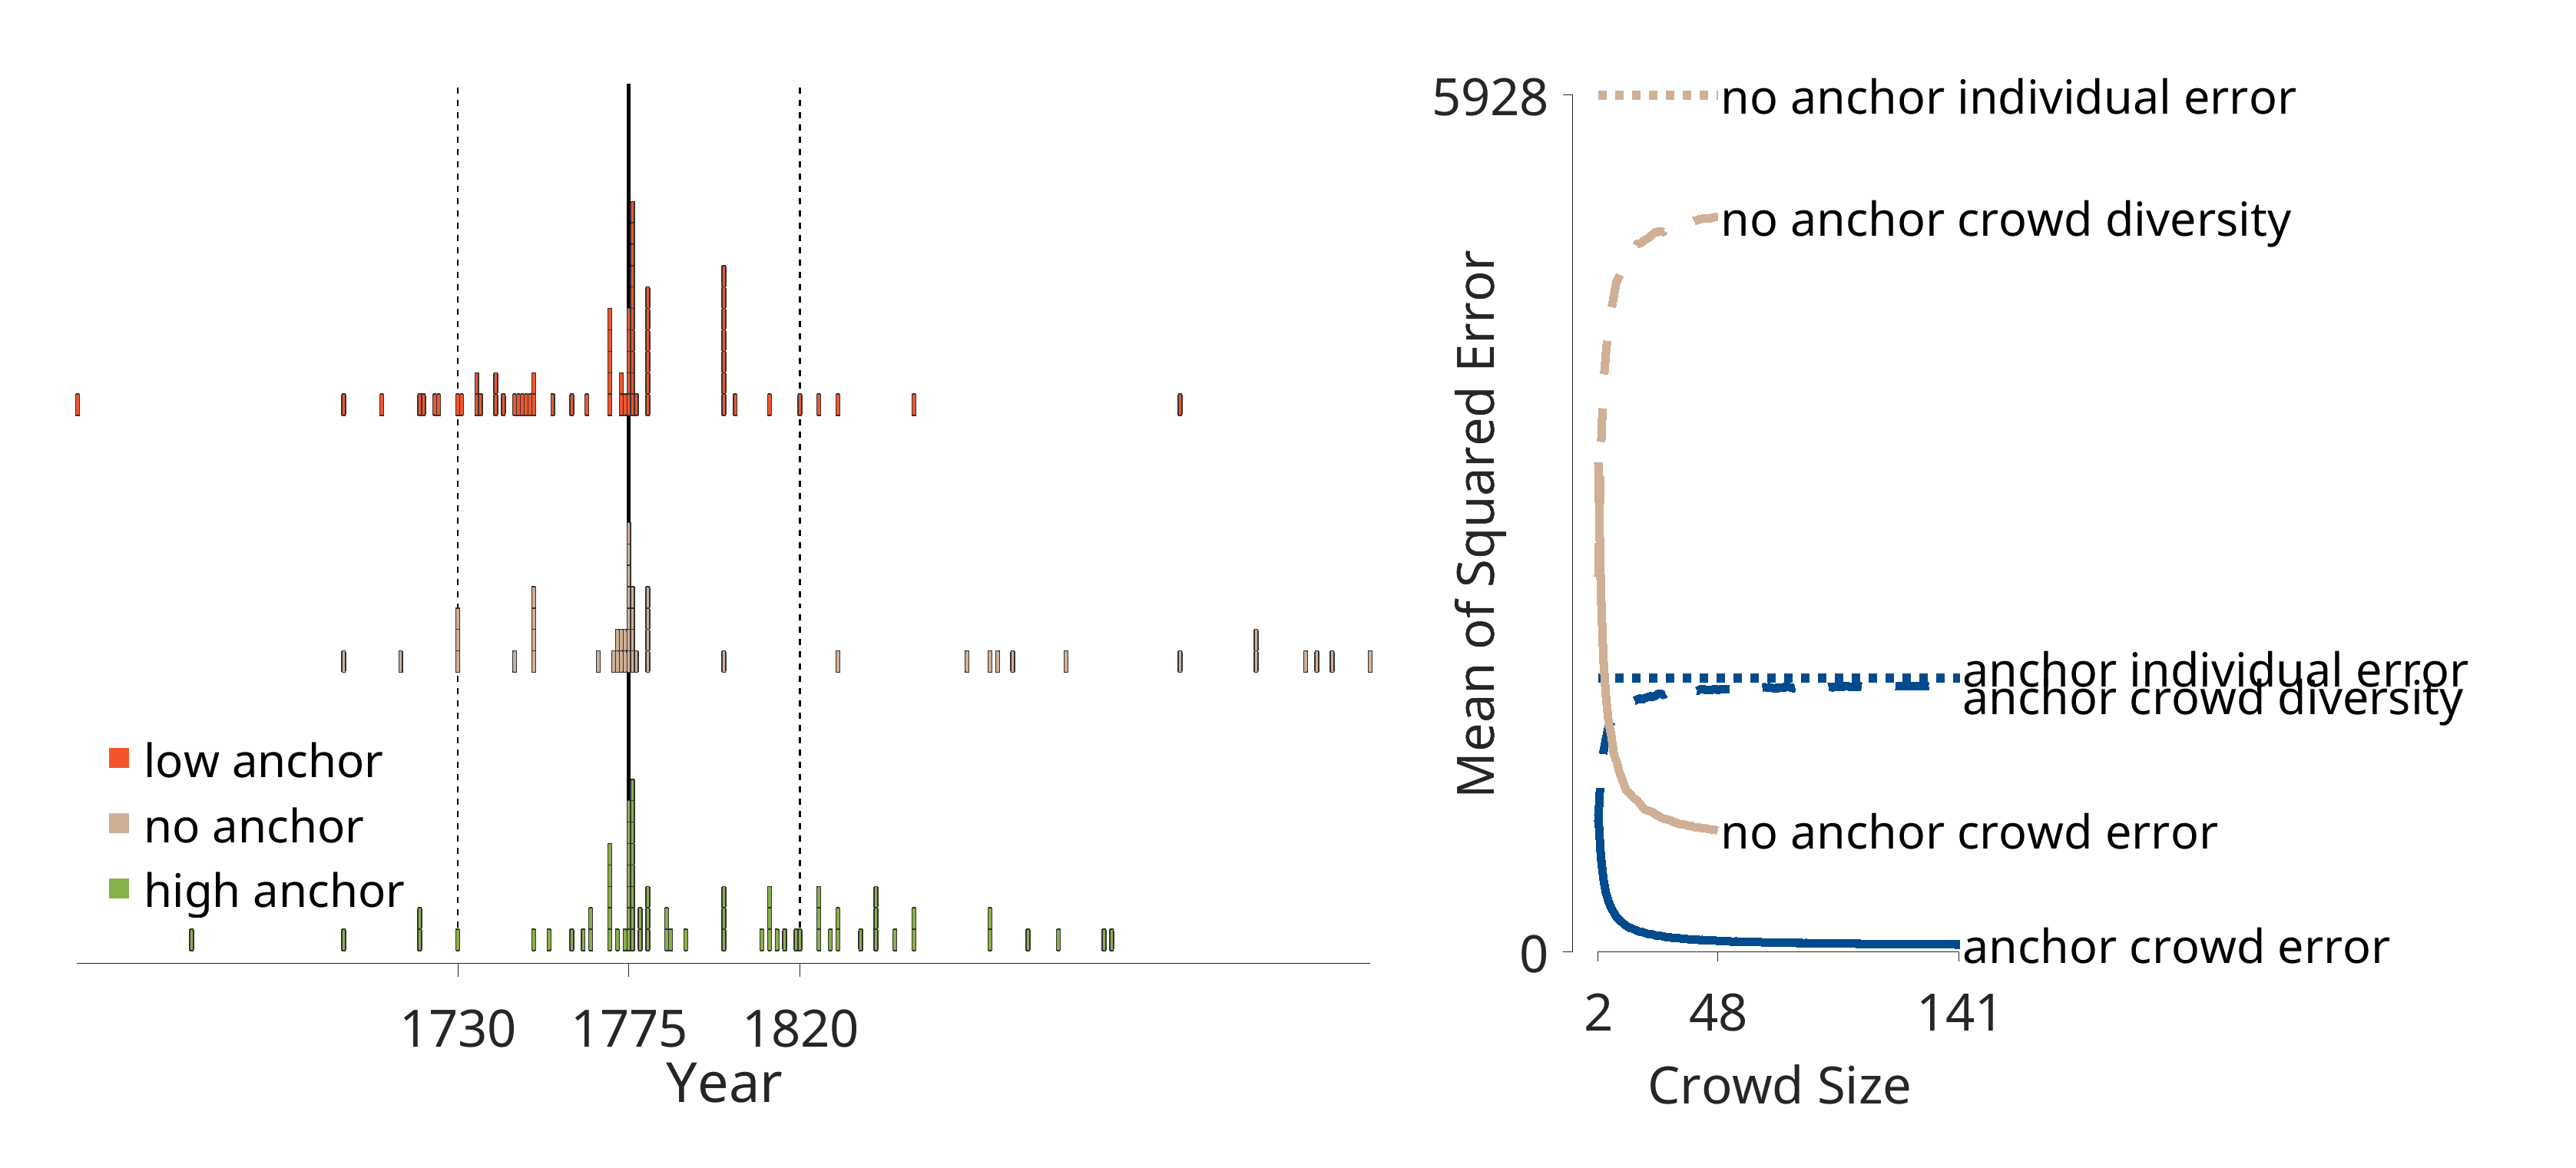 low anchor
no anchor
high anchor
1730
1775
1820
Year
5928
0
Mean of Squared Error
no anchor individual error
no anchor crowd diversity
anchor individual error
anchor crowd diversity
no anchor crowd error
anchor crowd error
2
48
141
Crowd Size